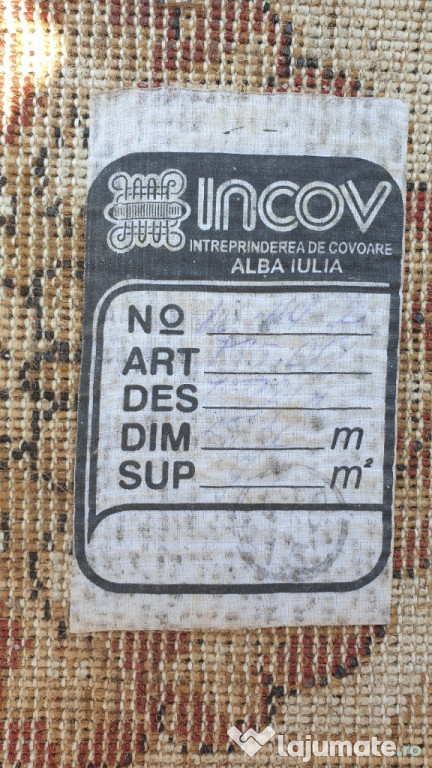 INCOV
INTREPRINDEREA DE COVOARE
ALBA IULIA
Nº
ART
DES
DIM m
SUP m²
lajumate.ro